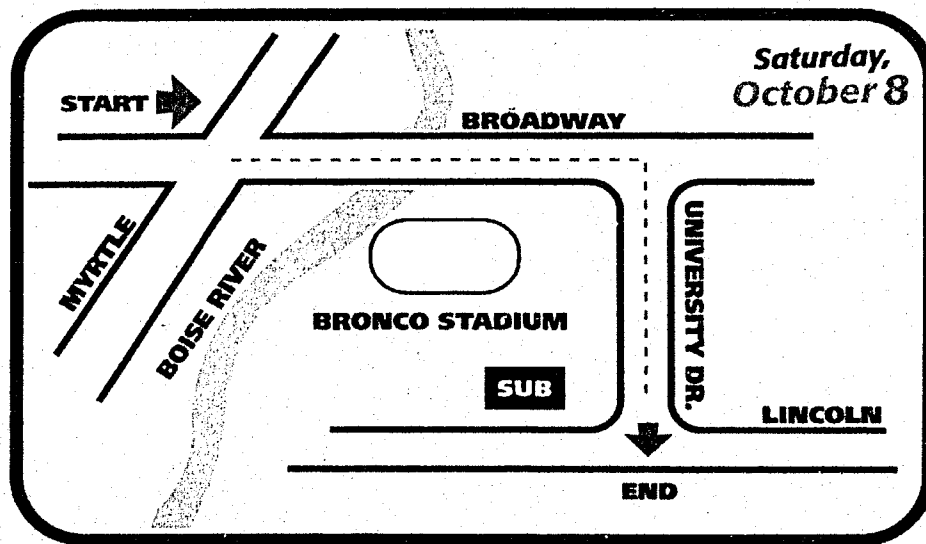 Saturday,
October 8
START
BROADWAY
MYRTLE
BOISE RIVER
UNIVERSITY DR.
BRONCO STADIUM
SUB
LINCOLN
END